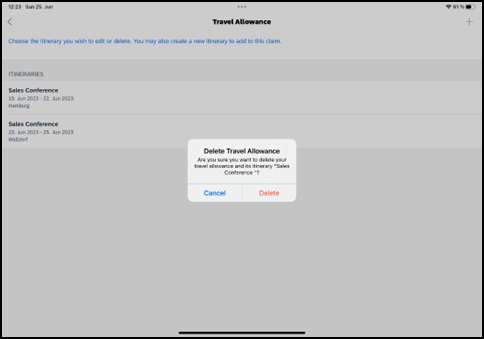 12:23 Sun 25. Jun
61 %
Travel Allowance
Choose the itinerary you wish to edit or delete. You may also create a new itinerary to add to this claim.
ITINERARIES
Sales Conference
19. Jun 2023 - 22. Jun 2023
Hamburg
Sales Conference
23. Jun 2023 - 25. Jun 2023
Walldorf
Delete Travel Allowance
Are you sure you want to delete your
travel allowance and its itinerary "Sales
Conference "?
Cancel Delete